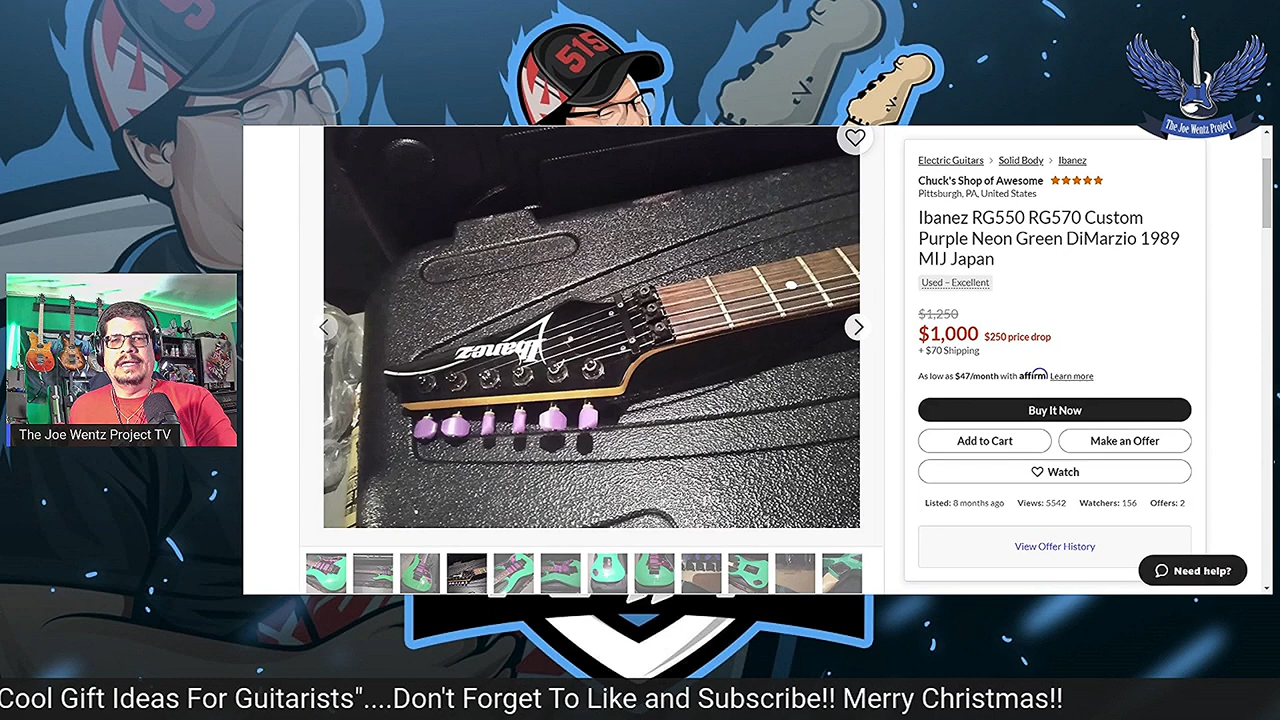 515
The Joe Wentz Project
Electric Guitars > Solid Body > Ibanez
Chuck's Shop of Awesome
Pittsburgh, PA, United States
Ibanez RG550 RG570 Custom
Purple Neon Green DiMarzio 1989
MIJ Japan
Used – Excellent
$1,250
$1,000 $250 price drop
+ $70 Shipping
As low as $47/month with affirm Learn more
Buy It Now
Add to Cart
Make an Offer
Watch
Listed: 8 months ago Views: 5542 Watchers: 156 Offers: 2
View Offer History
Need help?
Ibanez
The Joe Wentz Project TV
Cool Gift Ideas For Guitarists"....Don't Forget To Like and Subscribe!! Merry Christmas!!